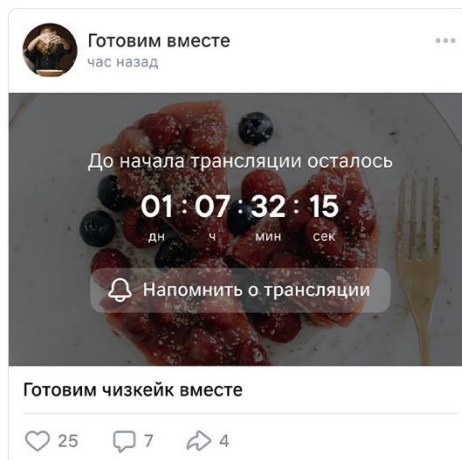 Готовим вместе
час назад
До начала трансляции осталось
01 : 07 : 32 : 15
дн ч мин сек
Напомнить о трансляции
Готовим чизкейк вместе
25 7 4